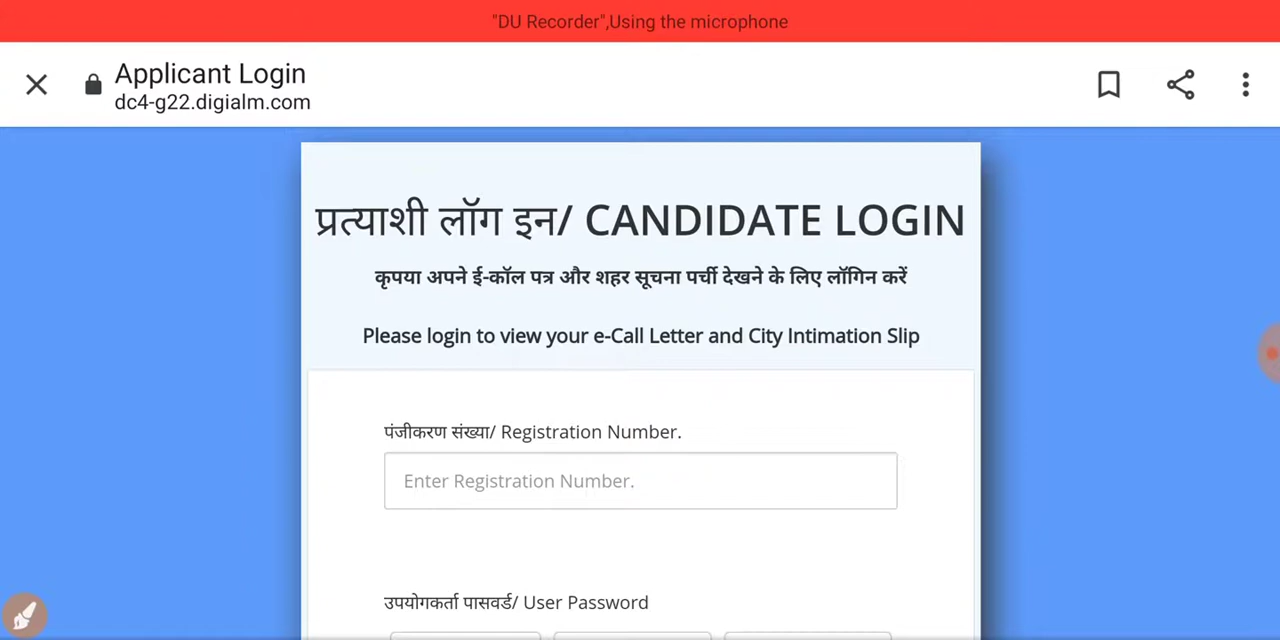 "DU Recorder",Using the microphone
Applicant Login
dc4-g22.digialm.com
प्रत्याशी लॉग इन/ CANDIDATE LOGIN
कृपया अपने ई-कॉल पत्र और शहर सूचना पर्ची देखने के लिए लॉगिन करें
Please login to view your e-Call Letter and City Intimation Slip
पंजीकरण संख्या/ Registration Number.
Enter Registration Number.
उपयोगकर्ता पासवर्ड/ User Password